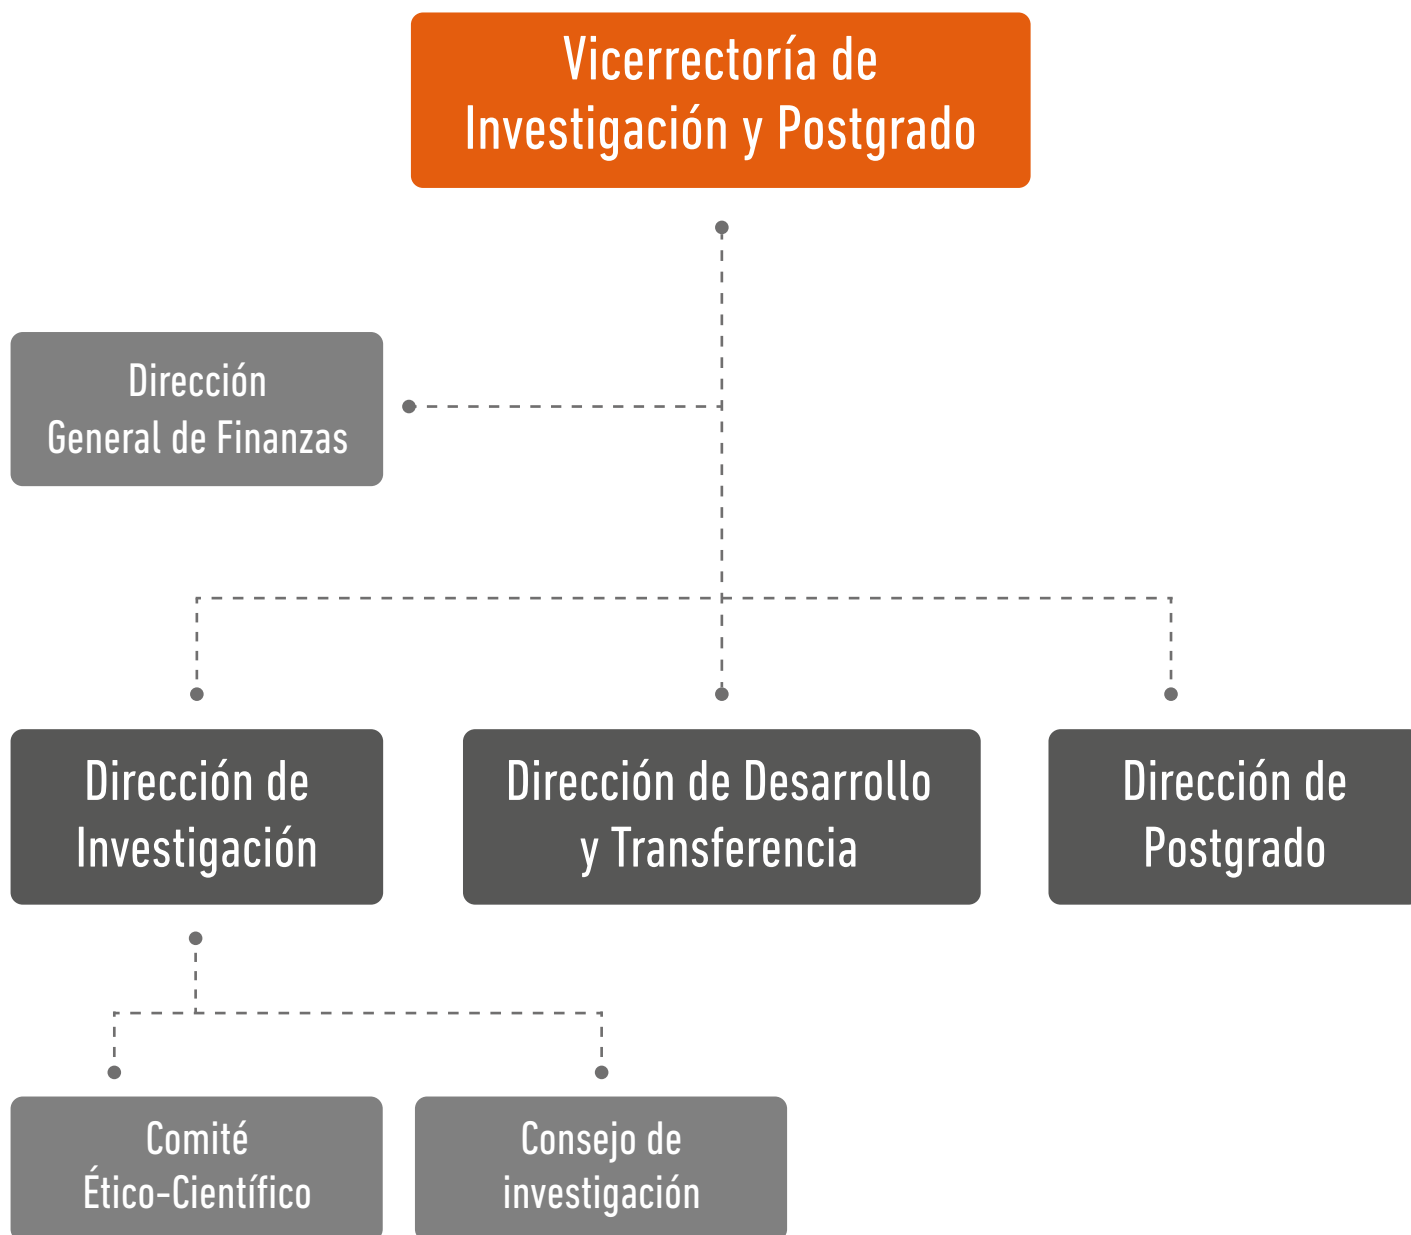 Vicerrectoría de
Investigación y Postgrado
Dirección
General de Finanzas
Dirección de
Investigación
Dirección de Desarrollo
y Transferencia
Dirección de
Postgrado
Comité
Ético-Científico
Consejo de
investigación